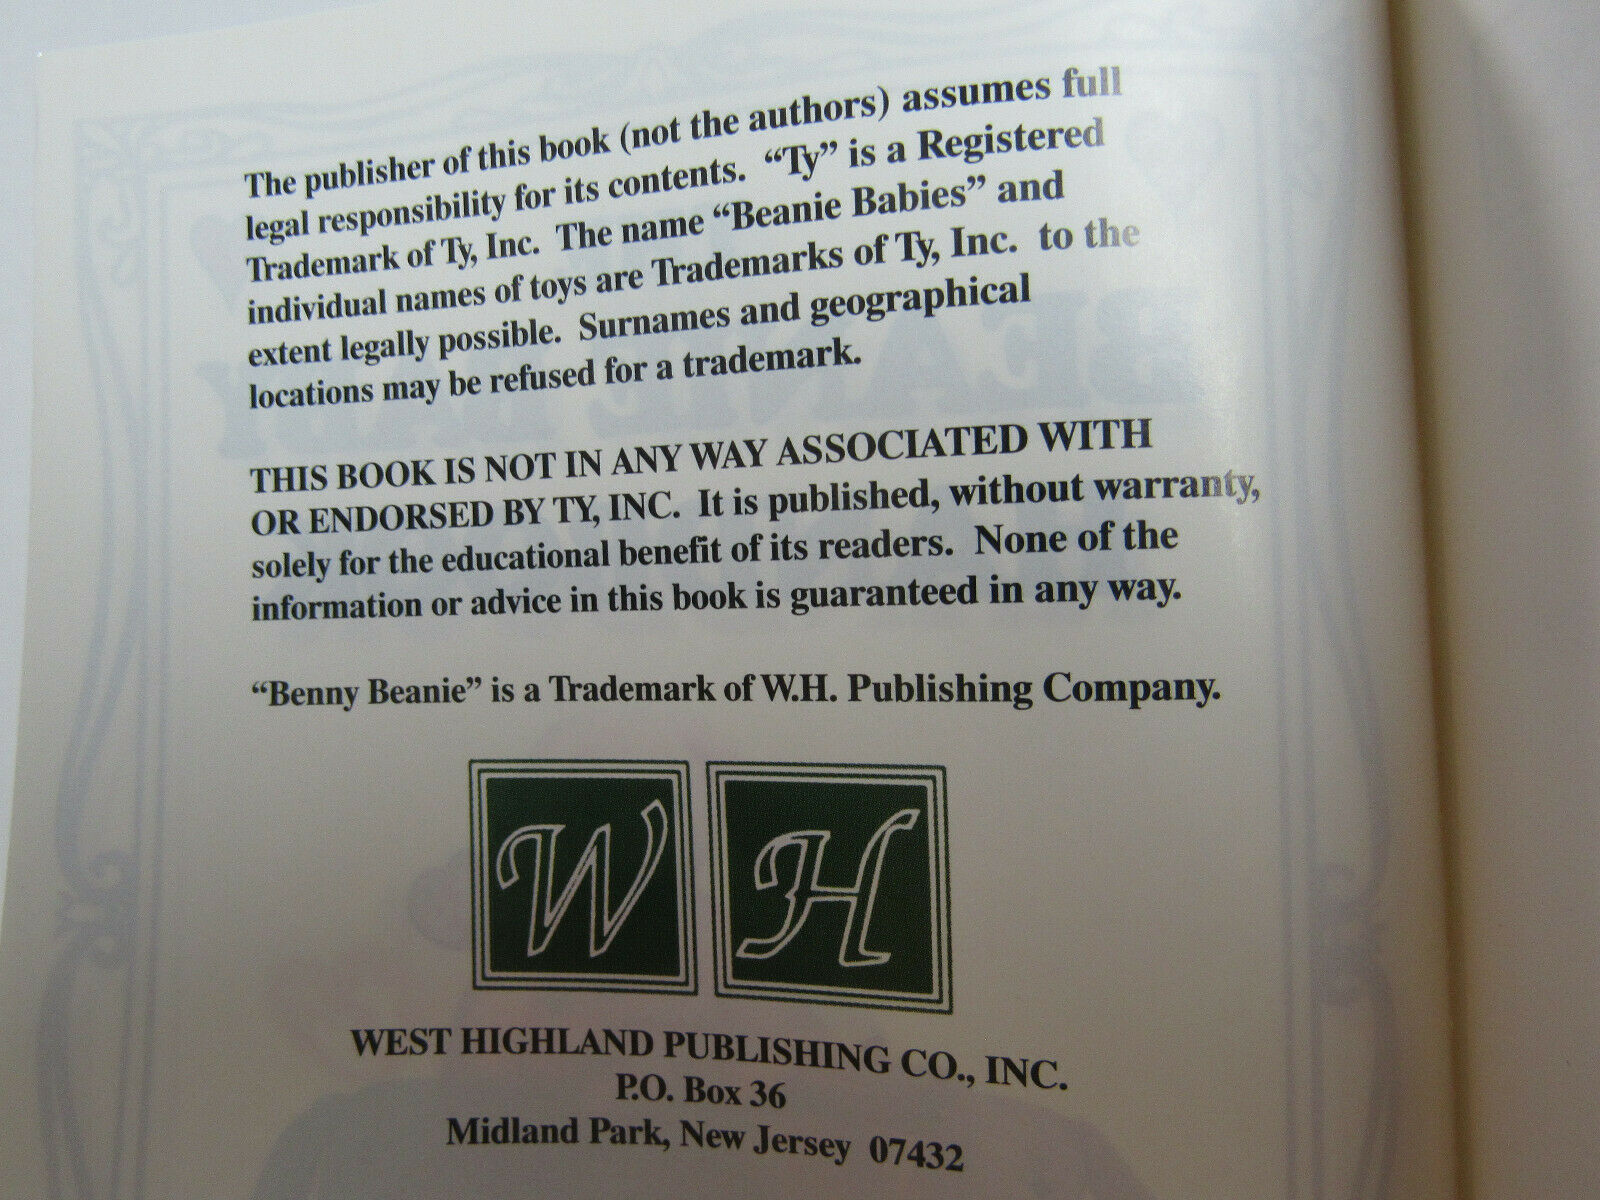 The publisher of this book (not the authors) assumes full
legal responsibility for its contents. “Ty” is a Registered
Trademark of Ty, Inc. The name “Beanie Babies” and
individual names of toys are Trademarks of Ty, Inc. to the
extent legally possible. Surnames and geographical
locations may be refused for a trademark.
THIS BOOK IS NOT IN ANY WAY ASSOCIATED WITH
OR ENDORSED BY TY, INC. It is published, without warranty,
solely for the educational benefit of its readers. None of the
information or advice in this book is guaranteed in any way.
“Benny Beanie” is a Trademark of W.H. Publishing Company.
W H
WEST HIGHLAND PUBLISHING CO., INC.
P.O. Box 36
Midland Park, New Jersey 07432